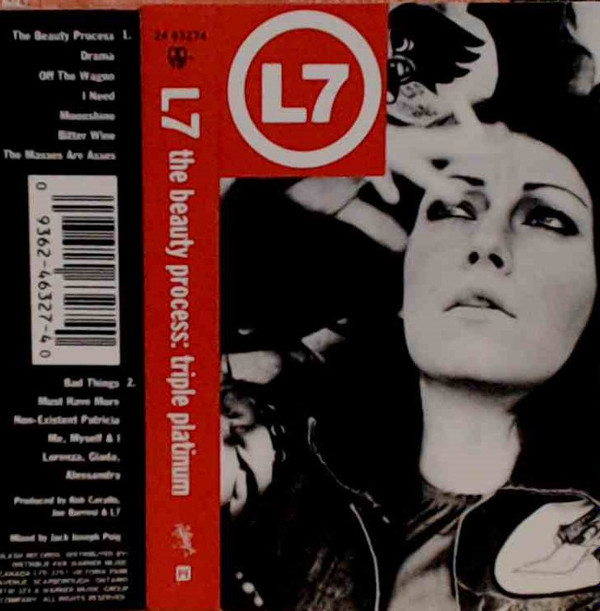 The Beauty Process 1.
Drama
Off The Wagon
I Need
Moonshine
Bitter Wine
The Masses Are Asses
0 9362-46327-4 0
Bad Things 2.
Must Have More
Non-Existent Patricia
Me, Myself & I
Lorenza, Giada,
Alessandra
Produced by Rob Cavallo,
Joe Barresi & L7
Mixed by Jack Joseph Puig
24 63274
L7 the beauty process: triple platinum
L7